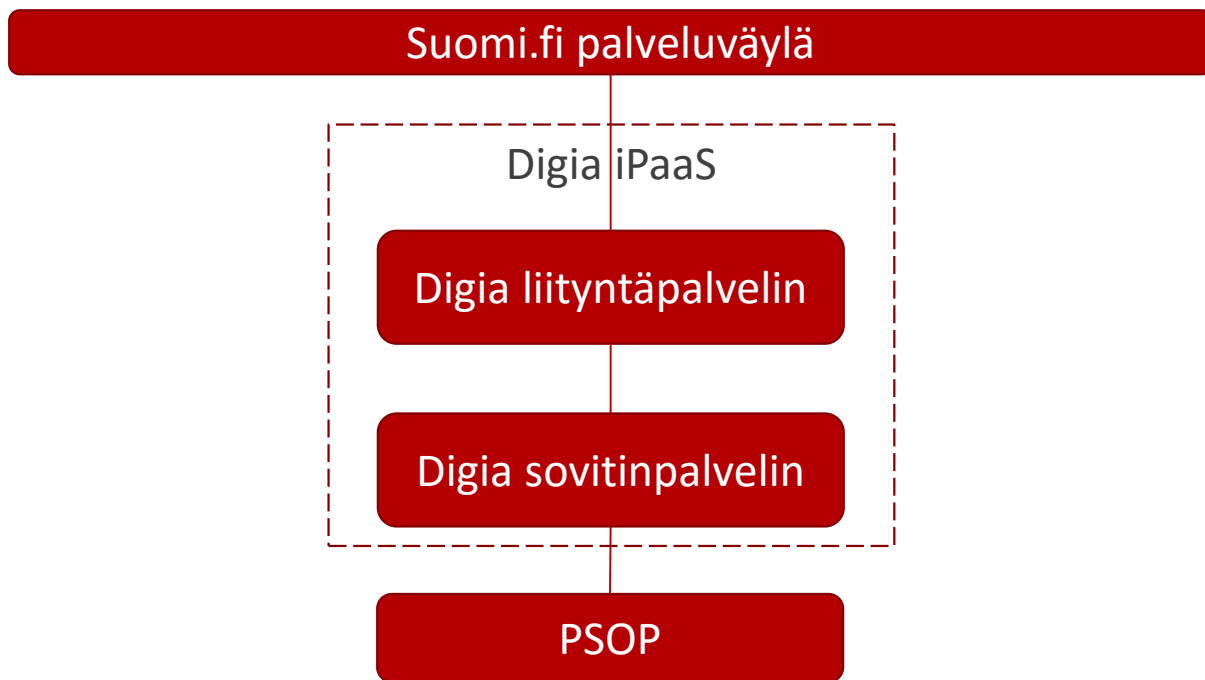 Suomi.fi palveluväylä
Digia iPaaS
Digia liityntäpalvelin
Digia sovitinpalvelin
PSOP